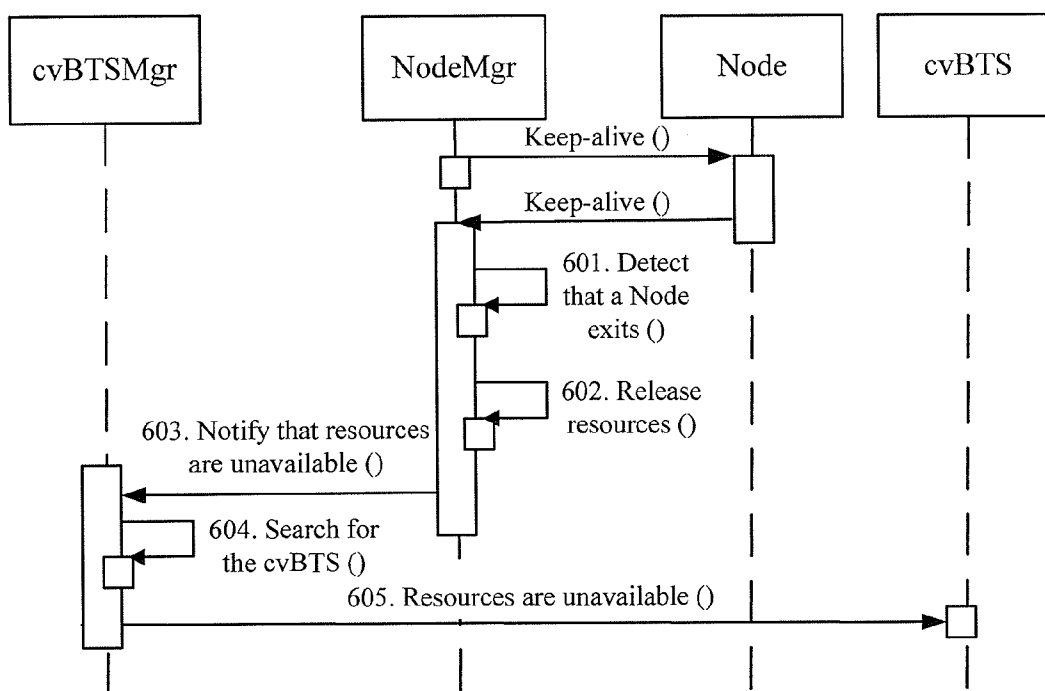 cvBTSMgr
NodeMgr
Node
cvBTS
Keep-alive ()
Keep-alive ()
601. Detect
that a Node
exits ()
602. Release
resources ()
603. Notify that resources
are unavailable ()
604. Search for
the cvBTS ()
605. Resources are unavailable ()